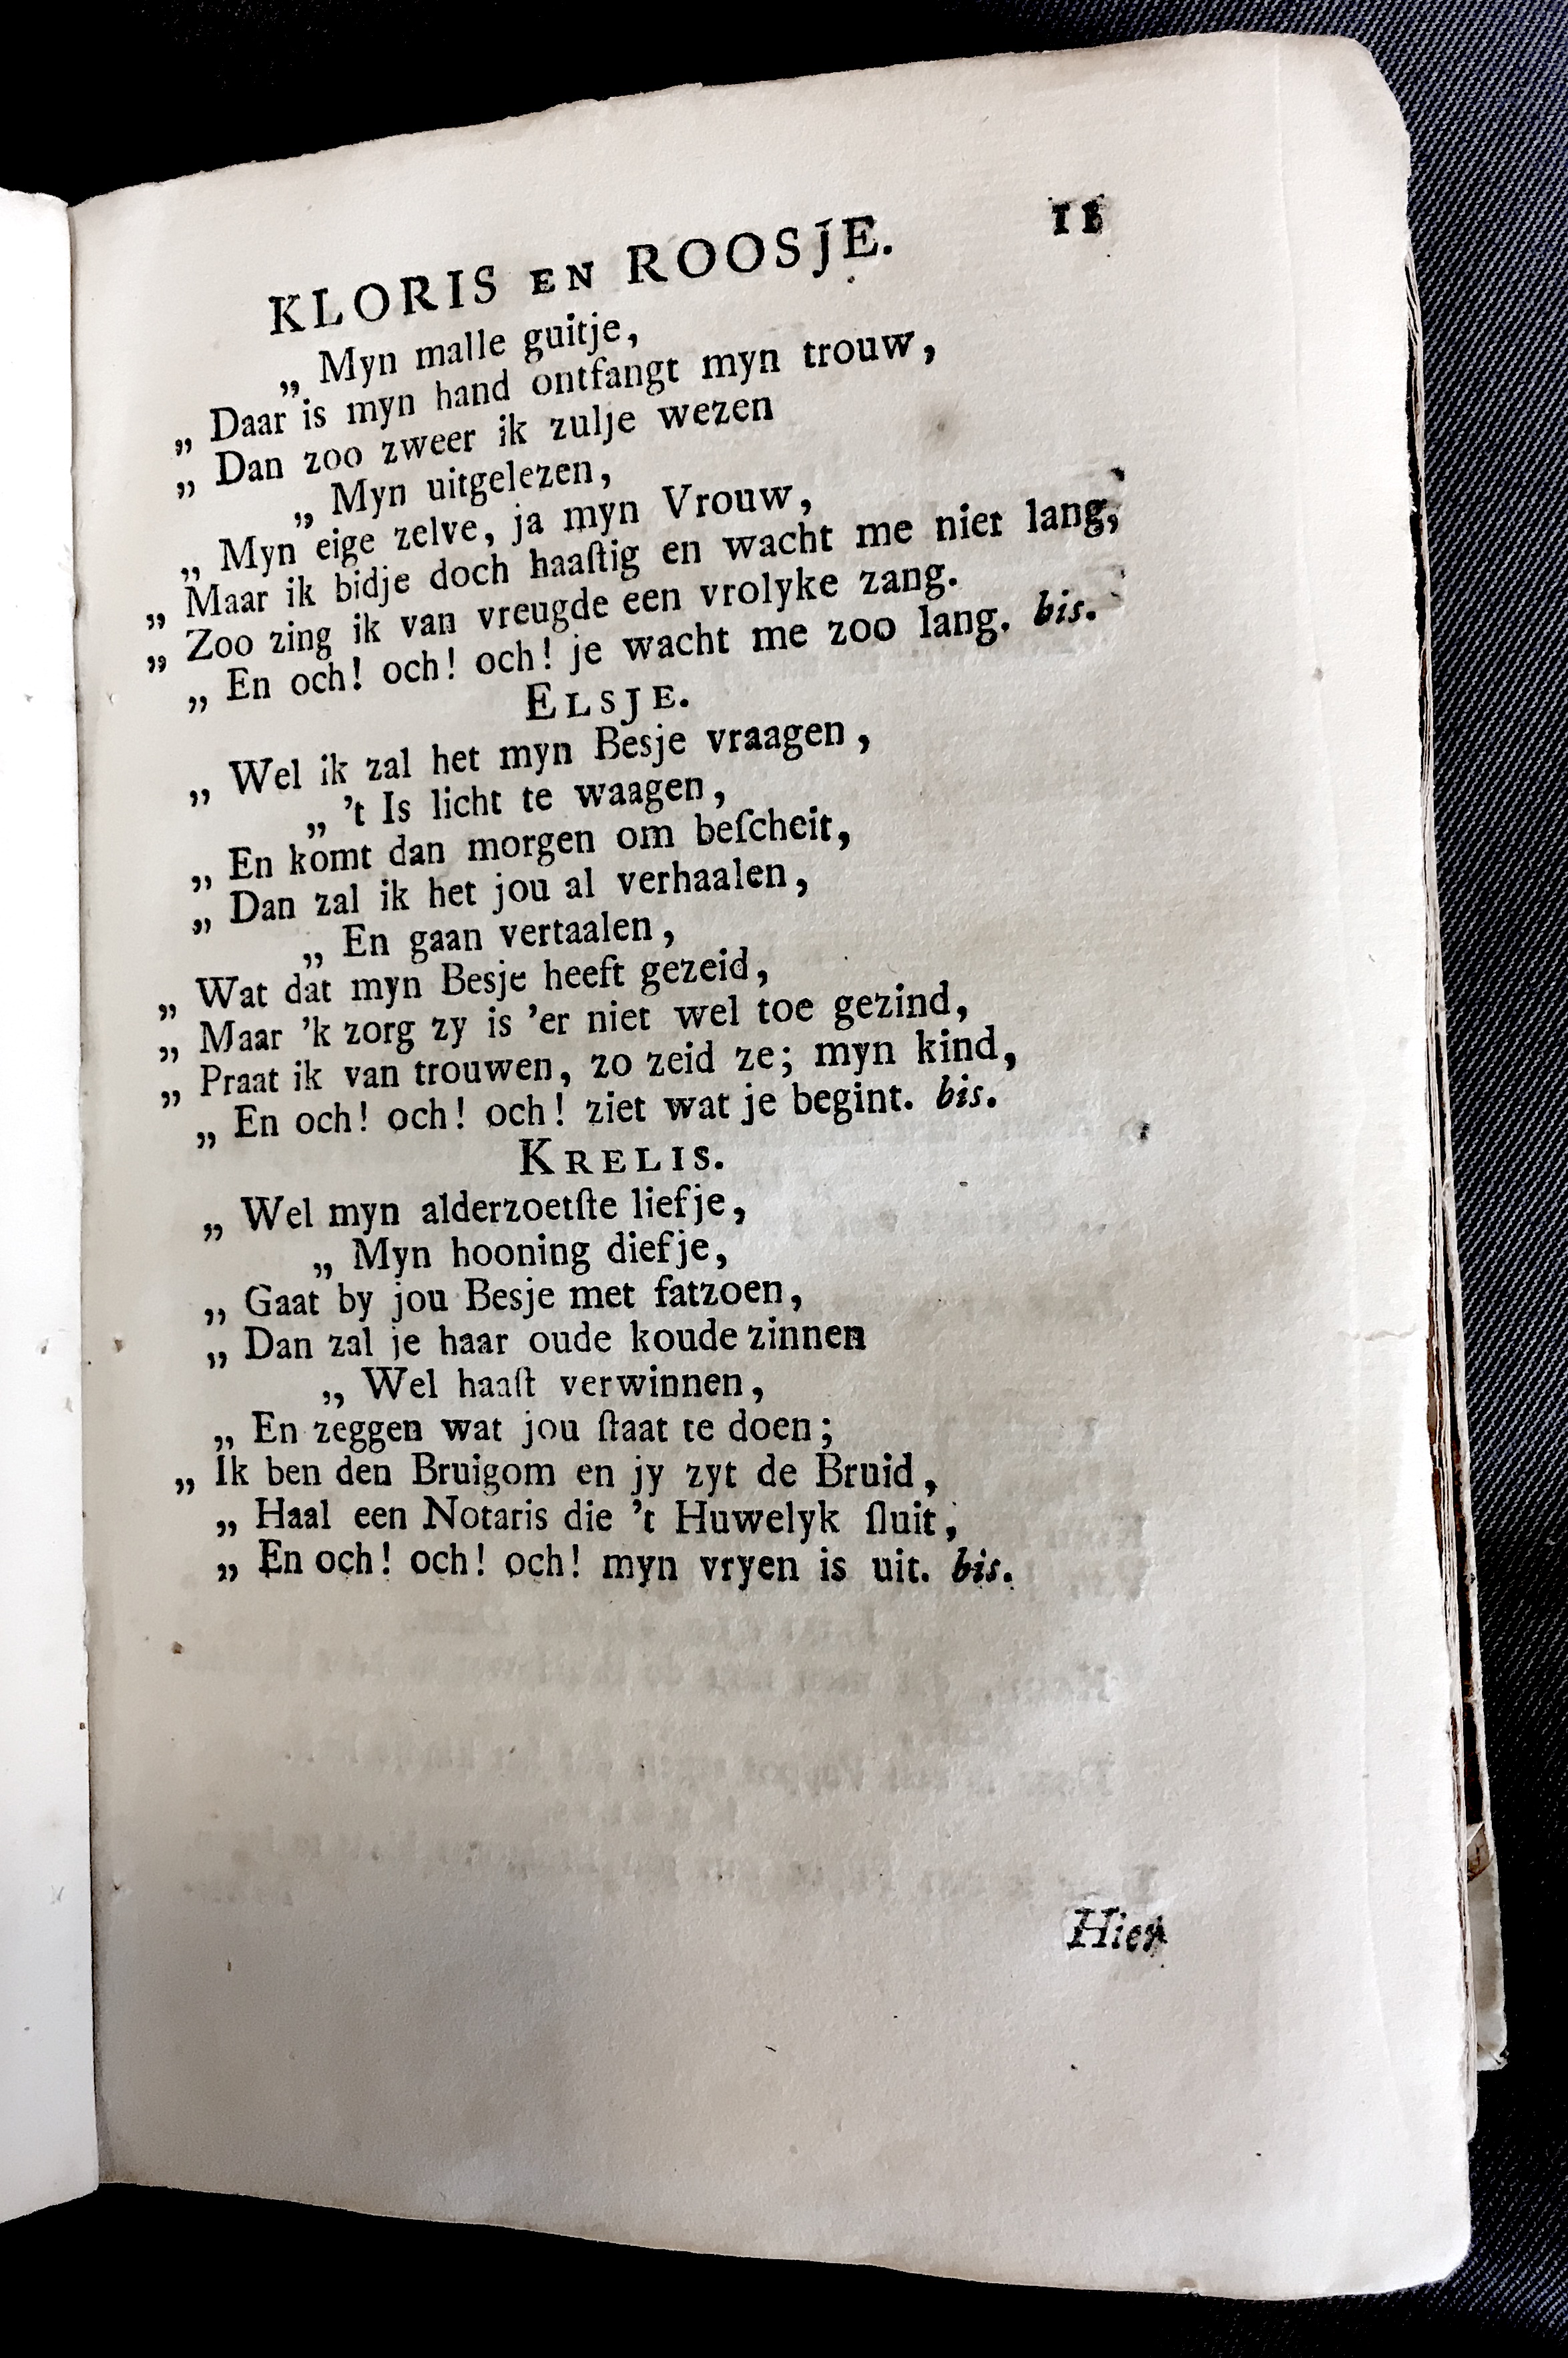 KLORIS EN ROOSJE. 11
„ Myn malle guitje,
„ Daar is myn hand ontfangt myn trouw,
„ Dan zoo zweer ik zulje wezen
„ Myn uitgelezen,
„ Myn eige zelve, ja myn Vrouw,
„ Maar ik bidje doch haaſtig en wacht me niet lang,
„ Zoo zing ik van vreugde een vrolyke zang.
„ En och! och! och! je wacht me zoo lang. bis.
ELSJE.
„ Wel ik zal het myn Besje vraagen,
„ 't Is licht te waagen,
„ En komt dan morgen om beſcheit,
„ Dan zal ik het jou al verhaalen,
„ En gaan vertaalen,
„ Wat dat myn Besje heeft gezeid,
„ Maar 'k zorg zy is 'er niet wel toe gezind,
„ Praat ik van trouwen, zo zeid ze; myn kind,
„ En och! och! och! ziet wat je begint. bis.
KRELIS.
„ Wel myn alderzoetſte liefje,
„ Myn hooning diefje,
„ Gaat by jou Besje met fatzoen,
„ Dan zal je haar oude koude zinnen
„ Wel haaſt verwinnen,
„ En zeggen wat jou ſtaat te doen;
„ Ik ben den Bruigom en jy zyt de Bruid,
„ Haal een Notaris die 't Huwelyk ſluit,
„ En och! och! och! myn vryen is uit. bis.
Hier